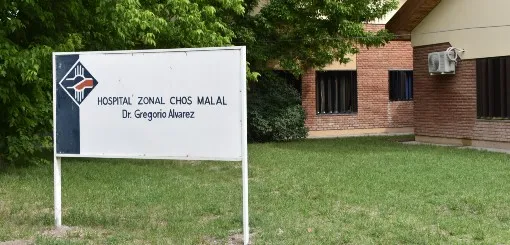 HOSPITAL ZONAL CHOS MALAL
Dr. Gregorio Alvarez